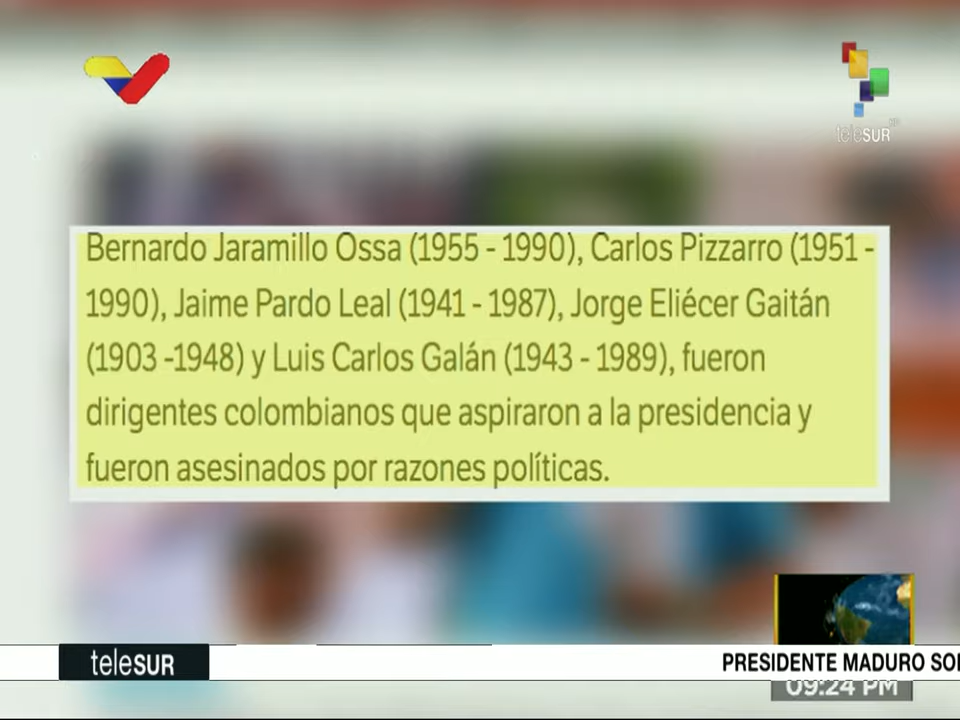 teleSUR
Bernardo Jaramillo Ossa (1955 - 1990), Carlos Pizzarro (1951 -
1990), Jaime Pardo Leal (1941 - 1987), Jorge Eliécer Gaitán
(1903 -1948) y Luis Carlos Galán (1943 - 1989), fueron
dirigentes colombianos que aspiraron a la presidencia y
fueron asesinados por razones políticas.
teleSUR
PRESIDENTE MADURO SO
09:24 PM